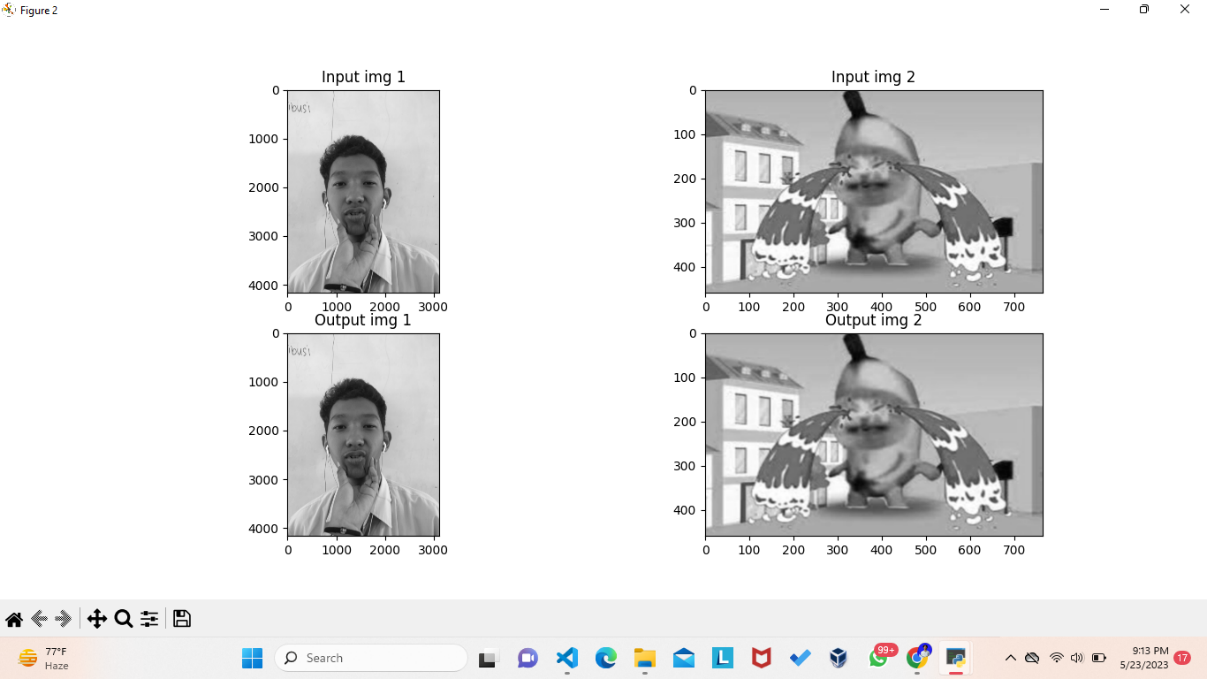 Figure 2
Input img 1
Input img 2
0
1000
2000
3000
4000
0 1000 2000 3000
0
100
200
300
400
0 100 200 300 400 500 600 700
Output img 1
Output img 2
0
1000
2000
3000
4000
0 1000 2000 3000
0
100
200
300
400
0 100 200 300 400 500 600 700
77°F
Haze
Search
99+
9:13 PM
5/23/2023
17